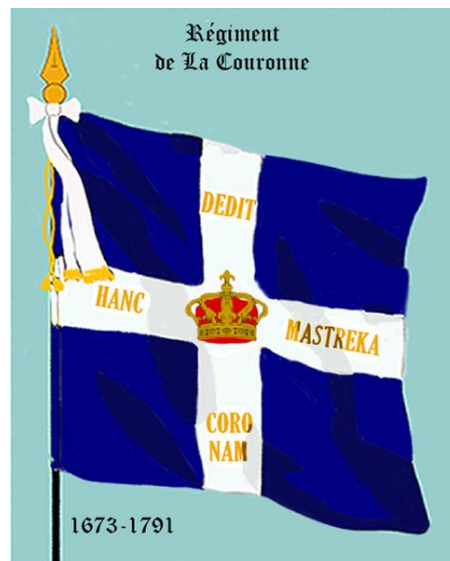 Régiment
de La Couronne
DEDIT
HANC
MASTREKA
CORO
NAM
1673-1791